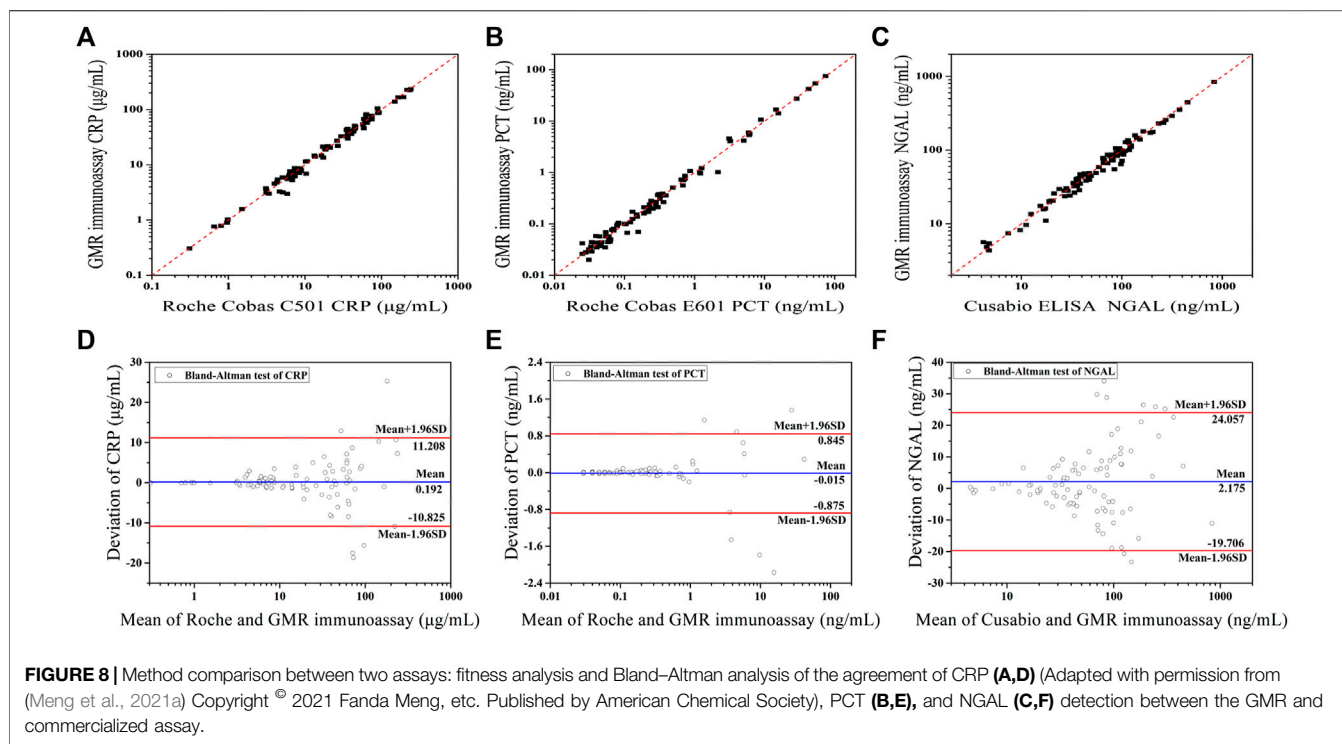 A
GMR immunoassay CRP (μg/mL)
1000
100
10
1
0.1
0.1
1
10
100
1000
Roche Cobas C501 CRP (μg/mL)
B
GMR immunoassay PCT (ng/mL)
100
10
1
0.1
0.01
0.01
0.1
1
10
100
Roche Cobas E601 PCT (ng/mL)
C
GMR immunoassay NGAL (ng/mL)
1000
100
10
10
100
1000
Cusabio ELISA NGAL (ng/mL)
D
Deviation of CRP (μg/mL)
30
20
10
0
-10
-20
Bland-Altman test of CRP
Mean+1.96SD
11.208
Mean
0.192
-10.825
Mean-1.96SD
1
10
100
1000
Mean of Roche and GMR immunoassay (μg/mL)
E
Deviation of PCT (ng/mL)
2.4
1.6
0.8
0.0
-0.8
-1.6
-2.4
Bland-Altman test of PCT
Mean+1.96SD
0.845
Mean
-0.015
-0.875
Mean-1.96SD
0.01
0.1
1
10
100
Mean of Roche and GMR immunoassay (ng/mL)
F
Deviation of NGAL (ng/mL)
40
30
20
10
0
-10
-20
-30
Bland-Altman test of NGAL
Mean+1.96SD
24.057
Mean
2.175
-19.706
Mean-1.96SD
10
100
1000
Mean of Cusabio and GMR immunoassay (ng/mL)
FIGURE 8 | Method comparison between two assays: fitness analysis and Bland–Altman analysis of the agreement of CRP (A,D) (Adapted with permission from
(Meng et al., 2021a) Copyright © 2021 Fanda Meng, etc. Published by American Chemical Society), PCT (B,E), and NGAL (C,F) detection between the GMR and
commercialized assay.